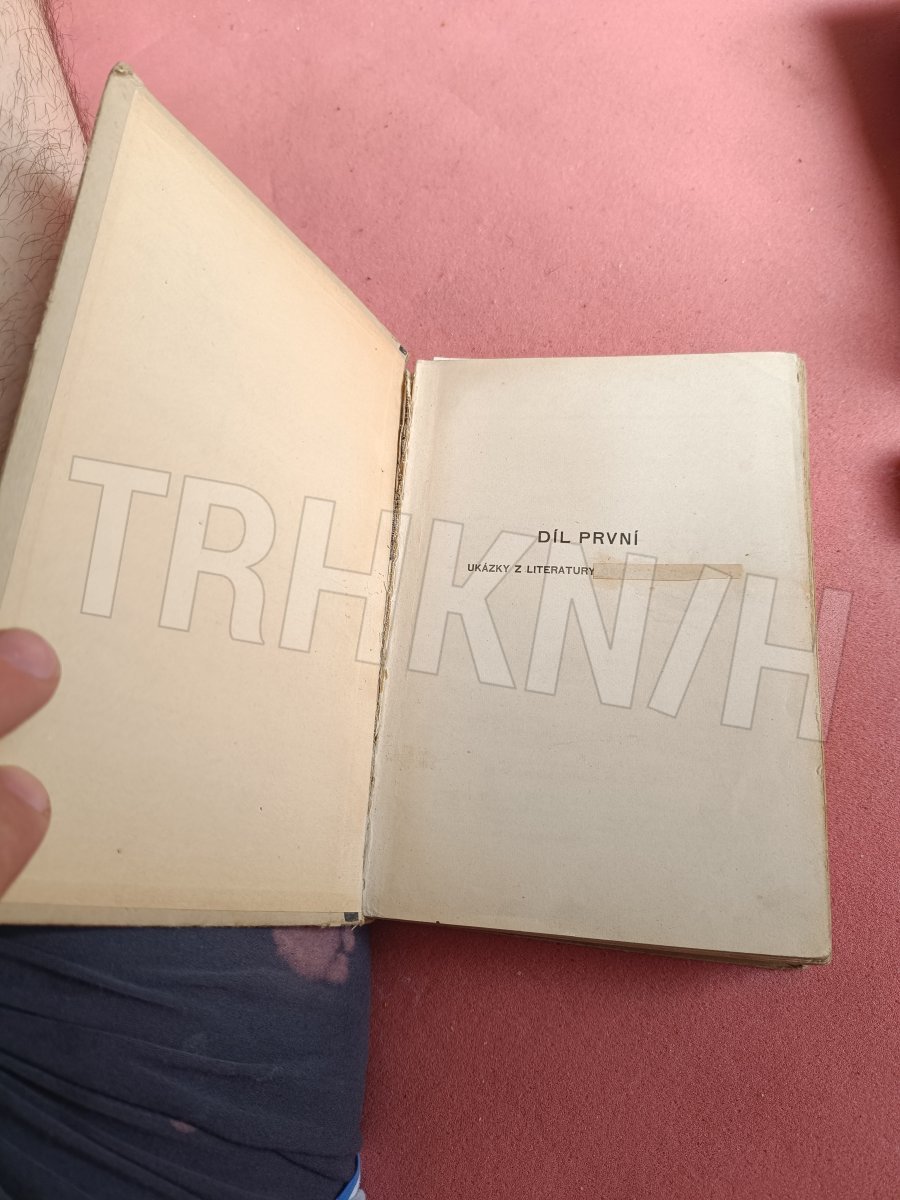 DÍL PRVNÍ
UKÁZKY Z LITERATURY
TRHKNIH